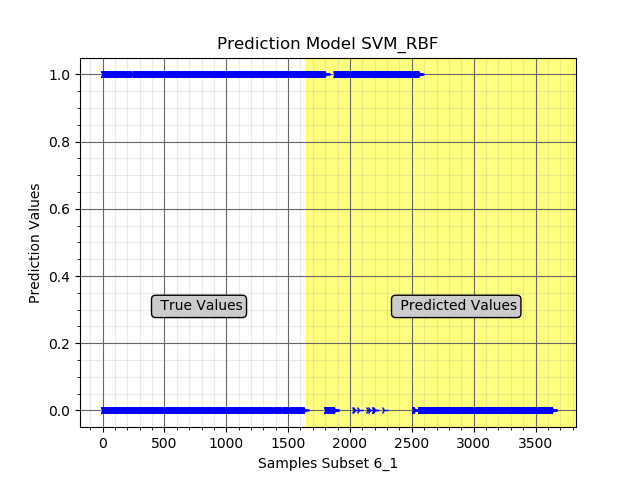 Prediction Model SVM_RBF
1.0
0.8
0.6
0.4
0.2
0.0
Prediction Values
True Values
Predicted Values
0
500
1000
1500
2000
2500
3000
3500
Samples Subset 6_1